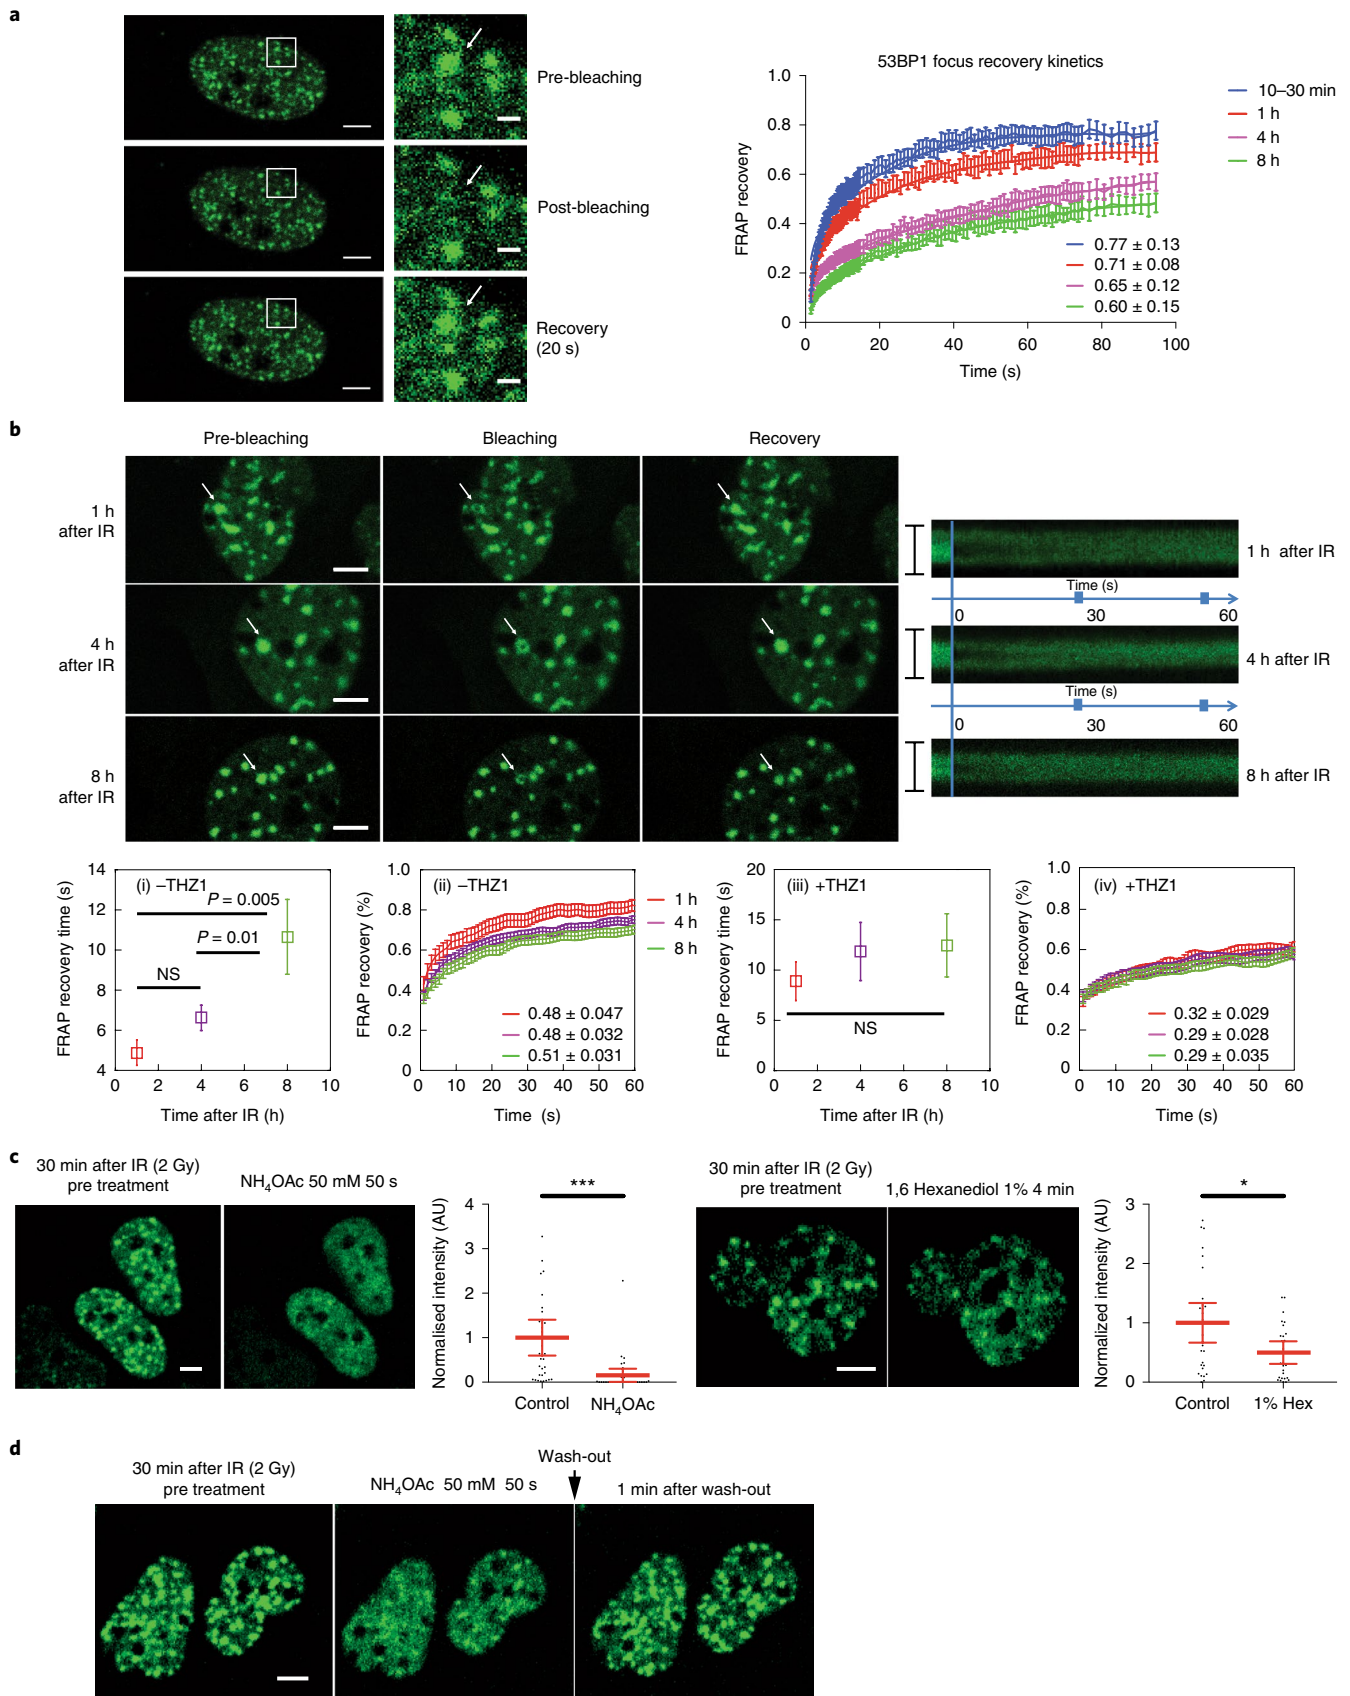 a
Pre-bleaching
Post-bleaching
Recovery
(20 s)
53BP1 focus recovery kinetics
1.0
0.8
0.6
0.4
0.2
0
FRAP recovery
0 20 40 60 80 100
Time (s)
10–30 min
1 h
4 h
8 h
0.77 ± 0.13
0.71 ± 0.08
0.65 ± 0.12
0.60 ± 0.15
b
Pre-bleaching Bleaching Recovery
1 h
after IR
4 h
after IR
8 h
after IR
1 h after IR
Time (s)
0 30 60
4 h after IR
Time (s)
0 30 60
8 h after IR
(i) –THZ1
P = 0.005
P = 0.01
NS
14
12
10
8
6
4
FRAP recovery time (s)
0 2 4 6 8 10
Time after IR (h)
(ii) –THZ1
1.0
0.8
0.6
0.4
0.2
0
FRAP recovery (%)
0.48 ± 0.047
0.48 ± 0.032
0.51 ± 0.031
0 10 20 30 40 50 60
Time (s)
1 h
4 h
8 h
(iii) +THZ1
20
15
10
5
0
FRAP recovery time (s)
NS
0 2 4 6 8 10
Time after IR (h)
(iv) +THZ1
1.0
0.8
0.6
0.4
0.2
0
FRAP recovery (%)
0.32 ± 0.029
0.29 ± 0.028
0.29 ± 0.035
0 10 20 30 40 50 60
Time (s)
c
30 min after IR (2 Gy)
pre treatment
NH₄OAc 50 mM 50 s
***
4
3
2
1
0
Normalised intensity (AU)
Control NH₄OAc
30 min after IR (2 Gy)
pre treatment
1,6 Hexanediol 1% 4 min
*
3
2
1
0
Normalized intensity (AU)
Control 1% Hex
d
30 min after IR (2 Gy)
pre treatment
NH₄OAc 50 mM 50 s
Wash-out
1 min after wash-out